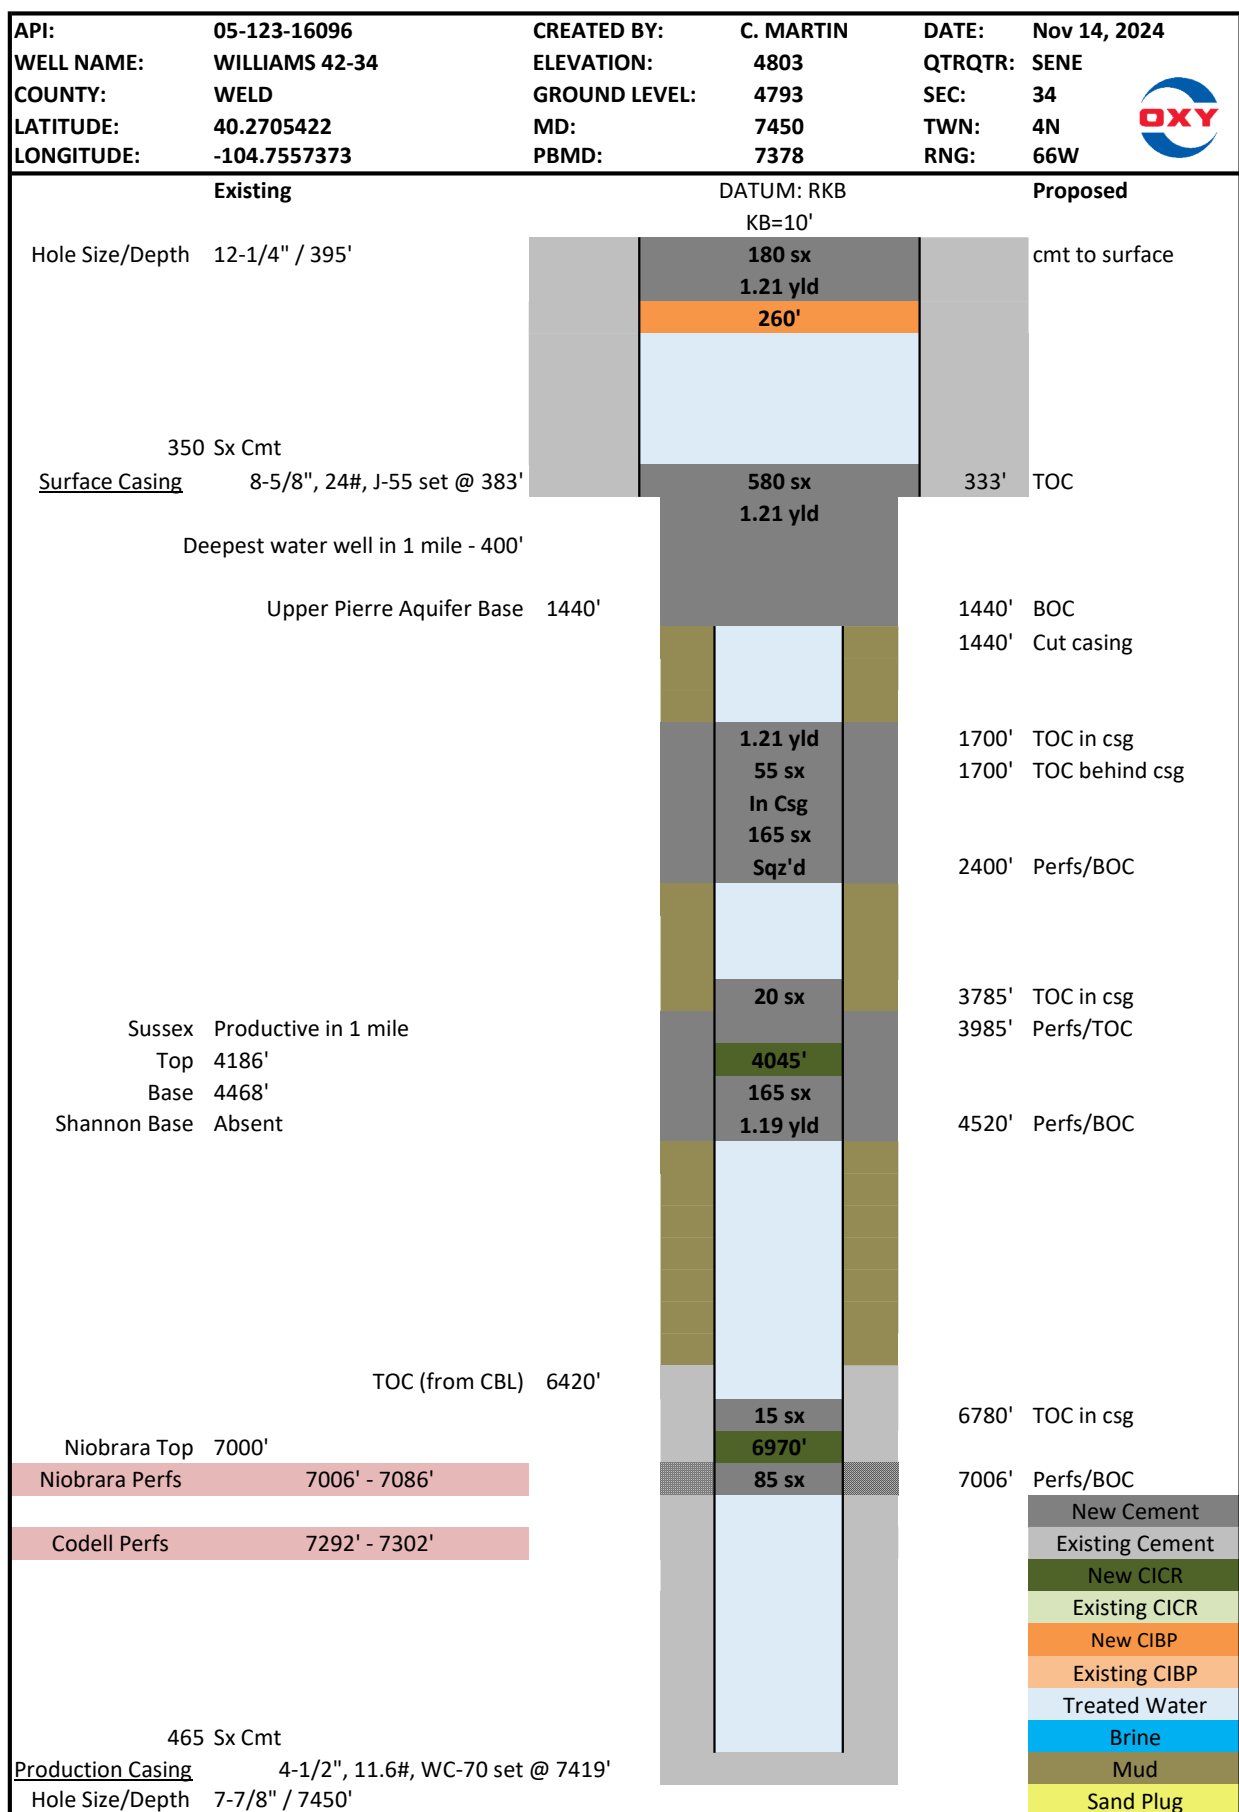 API: 05-123-16096 CREATED BY: C. MARTIN DATE: Nov 14, 2024
WELL NAME: WILLIAMS 42-34 ELEVATION: 4803 QTRQTR: SENE
COUNTY: WELD GROUND LEVEL: 4793 SEC: 34
LATITUDE: 40.2705422 MD: 7450 TWN: 4N
LONGITUDE: -104.7557373 PBMD: 7378 RNG: 66W
OXY
Existing DATUM: RKB Proposed
KB=10'
Hole Size/Depth 12-1/4" / 395' 180 sx cmt to surface
1.21 yld
260'
350 Sx Cmt
Surface Casing 8-5/8", 24#, J-55 set @ 383' 580 sx 333' TOC
1.21 yld
Deepest water well in 1 mile - 400'
Upper Pierre Aquifer Base 1440' 1440' BOC
1440' Cut casing
1.21 yld 1700' TOC in csg
55 sx 1700' TOC behind csg
In Csg
165 sx
Sqz'd 2400' Perfs/BOC
20 sx 3785' TOC in csg
Sussex Productive in 1 mile 3985' Perfs/TOC
Top 4186' 4045'
Base 4468' 165 sx
Shannon Base Absent 1.19 yld 4520' Perfs/BOC
TOC (from CBL) 6420'
15 sx 6780' TOC in csg
Niobrara Top 7000' 6970'
Niobrara Perfs 7006' - 7086' 85 sx 7006' Perfs/BOC
New Cement
Codell Perfs 7292' - 7302' Existing Cement
New CICR
Existing CICR
New CIBP
Existing CIBP
Treated Water
465 Sx Cmt Brine
Production Casing 4-1/2", 11.6#, WC-70 set @ 7419' Mud
Hole Size/Depth 7-7/8" / 7450' Sand Plug